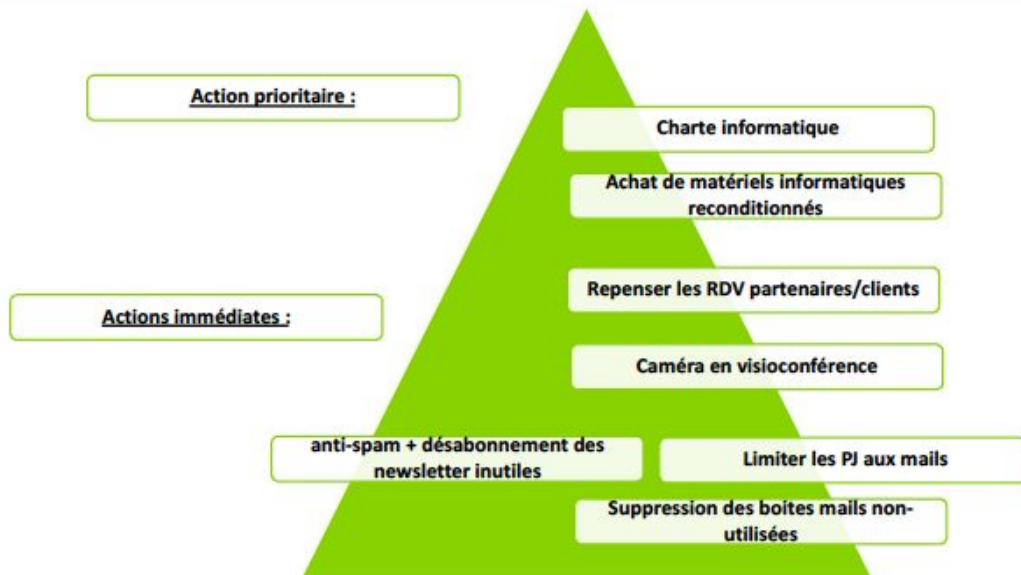 Action prioritaire :
Charte informatique
Achat de matériels informatiques
reconditionnés
Repenser les RDV partenaires/clients
Actions immédiates :
Caméra en visioconférence
anti-spam + désabonnement des
newsletter inutiles
Limiter les PJ aux mails
Suppression des boites mails non-
utilisées